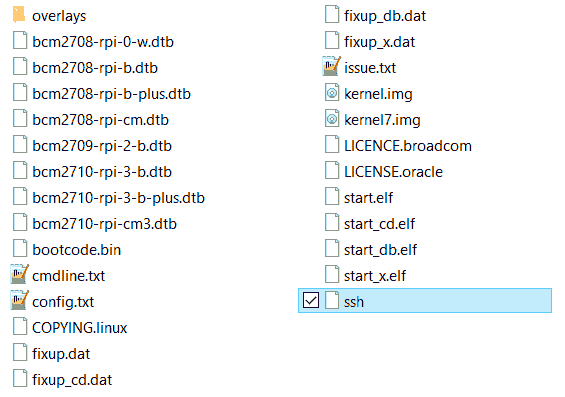 overlays
bcm2708-rpi-0-w.dtb
bcm2708-rpi-b.dtb
bcm2708-rpi-b-plus.dtb
bcm2708-rpi-cm.dtb
bcm2709-rpi-2-b.dtb
bcm2710-rpi-3-b.dtb
bcm2710-rpi-3-b-plus.dtb
bcm2710-rpi-cm3.dtb
bootcode.bin
cmdline.txt
config.txt
COPYING.linux
fixup.dat
fixup_cd.dat
fixup_db.dat
fixup_x.dat
issue.txt
kernel.img
kernel7.img
LICENCE.broadcom
LICENSE.oracle
start.elf
start_cd.elf
start_db.elf
start_x.elf
ssh